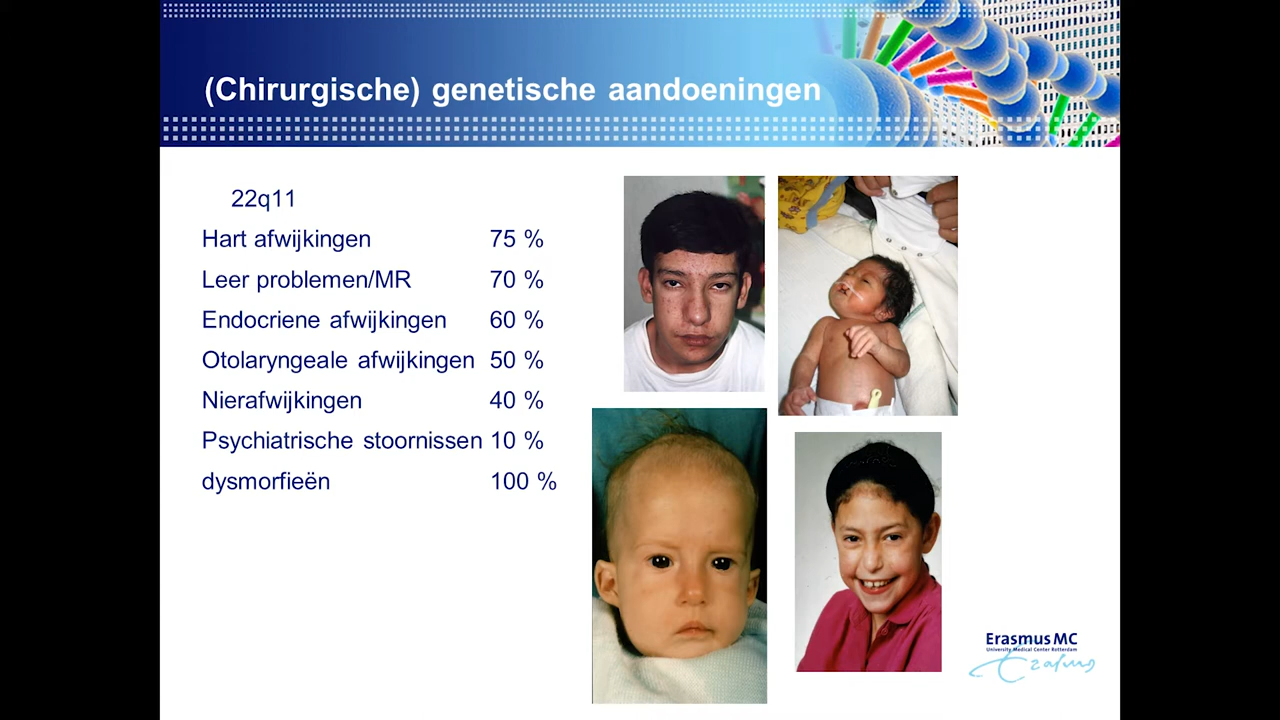 (Chirurgische) genetische aandoeningen
22q11
Hart afwijkingen 75 %
Leer problemen/MR 70 %
Endocriene afwijkingen 60 %
Otolaryngeale afwijkingen 50 %
Nierafwijkingen 40 %
Psychiatrische stoornissen 10 %
dysmorfieën 100 %
Erasmus MC
University Medical Center Rotterdam
Erasmus